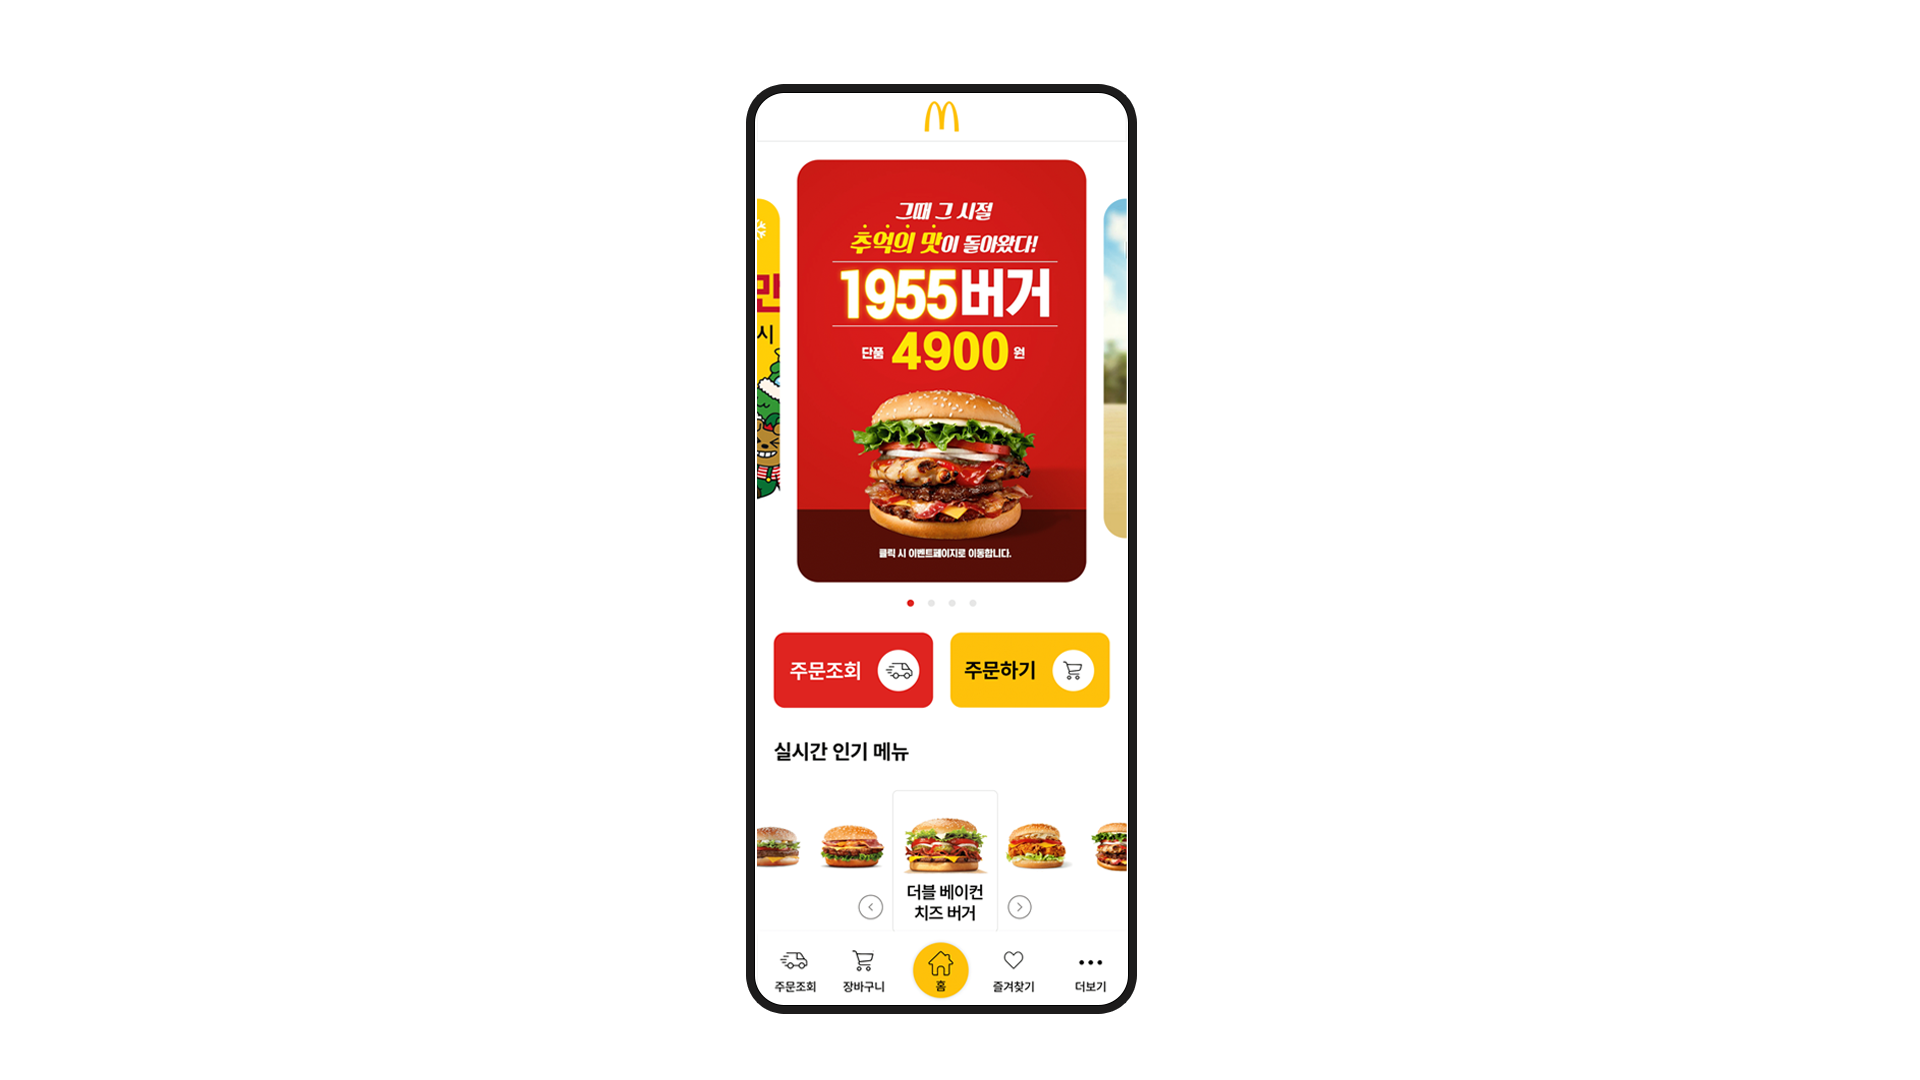 그때 그 시절
추억의 맛이 돌아왔다!
1955버거
단품 4900 원
클릭 시 이벤트페이지로 이동합니다.
시
주문조회
주문하기
실시간 인기 메뉴
더블 베이컨
치즈 버거
주문조회
장바구니
홈
즐겨찾기
더보기